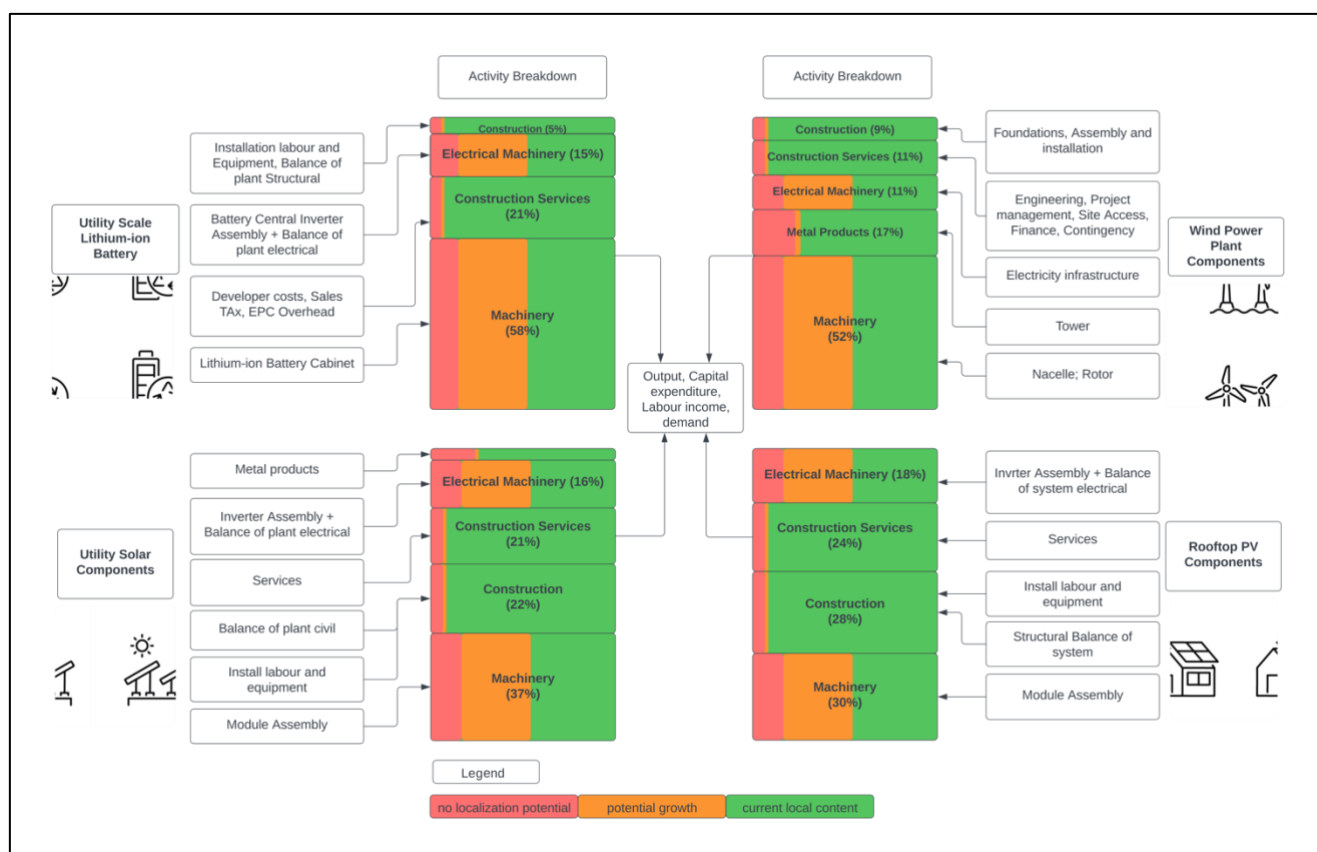 Activity Breakdown
Activity Breakdown
Utility Scale
Lithium-ion
Battery
Installation labour and
Equipment, Balance of
plant Structural
Battery Central Inverter
Assembly + Balance of
plant electrical
Developer costs, Sales
TAx, EPC Overhead
Lithium-ion Battery Cabinet
Construction (5%)
Electrical Machinery (15%)
Construction Services
(21%)
Machinery
(58%)
Output, Capital
expenditure,
Labour income,
demand
Construction (9%)
Construction Services (11%)
Electrical Machinery (11%)
Metal Products (17%)
Machinery
(52%)
Foundations, Assembly and
installation
Engineering, Project
management, Site Access,
Finance, Contingency
Electricity infrastructure
Tower
Nacelle; Rotor
Wind Power
Plant
Components
Utility Solar
Components
Metal products
Inverter Assembly +
Balance of plant electrical
Services
Balance of plant civil
Install labour and
equipment
Module Assembly
Electrical Machinery (16%)
Construction Services
(21%)
Construction
(22%)
Machinery
(37%)
Electrical Machinery (18%)
Construction Services
(24%)
Construction
(28%)
Machinery
(30%)
Invrter Assembly + Balance
of system electrical
Services
Install labour and
equipment
Structural Balance of
system
Module Assembly
Rooftop PV
Components
Legend
no localization potential
potential growth
current local content